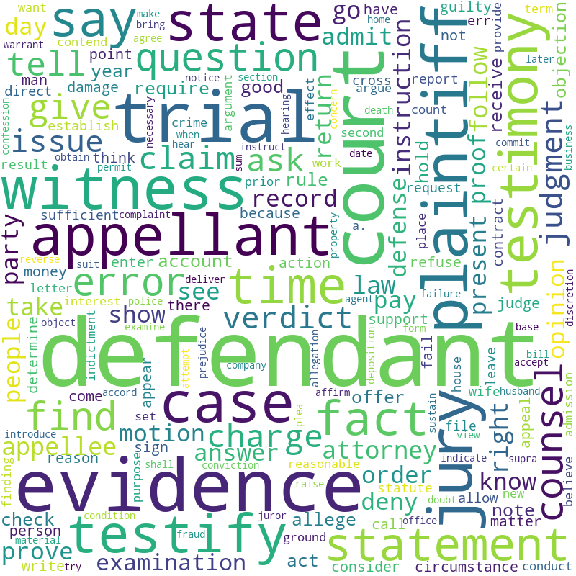 make
want
bring
agree
home
try
warrant
provide
term
later
day
say
state
go
have
guilty
err
not
contend
sign
tell
man
point
year
question
admit
objection
direct
damage
require
good
cross
report
argue
count
establish
give
issue
trial
court
plaintiff
testimony
instruction
follow
receive
judgment
confession
notice
section
argument
hearing
effect
death
necessary
crime
when
hear
instruct
return
work
second
date
commit
certain
business
result
obtain
permit
think
claim
ask
sum
prior
rule
hold
request
present
proof
witness
sufficient
complaint
because
record
defense
place
contract
party
appellant
property
a.
refuse
judge
opinion
discretion
money
suit
enter
account
action
letter
deliver
there
error
time
law
pay
agent
failure
reverse
interest
police
see
support
form
base
bill
accept
people
take
object
examine
show
verdict
fail
leave
determine
indictment
attempt
prejudice
allegation
deposition
defendant
company
house
wife
husband
appeal
admission
come
accord
appear
set
plea
affirm
offer
sustain
file
view
indicate
supra
find
case
fact
jury
right
counsel
introduce
motion
charge
attorney
appellee
answer
reason
purpose
sign
shall
conviction
reasonable
order
statute
deny
doubt
allow
new
know
believe
finding
evidence
check
condition
juror
false
allege
call
office
note
person
matter
material
fraud
ground
prove
testify
statement
write
try
examination
act
consider
circumstance
conduct